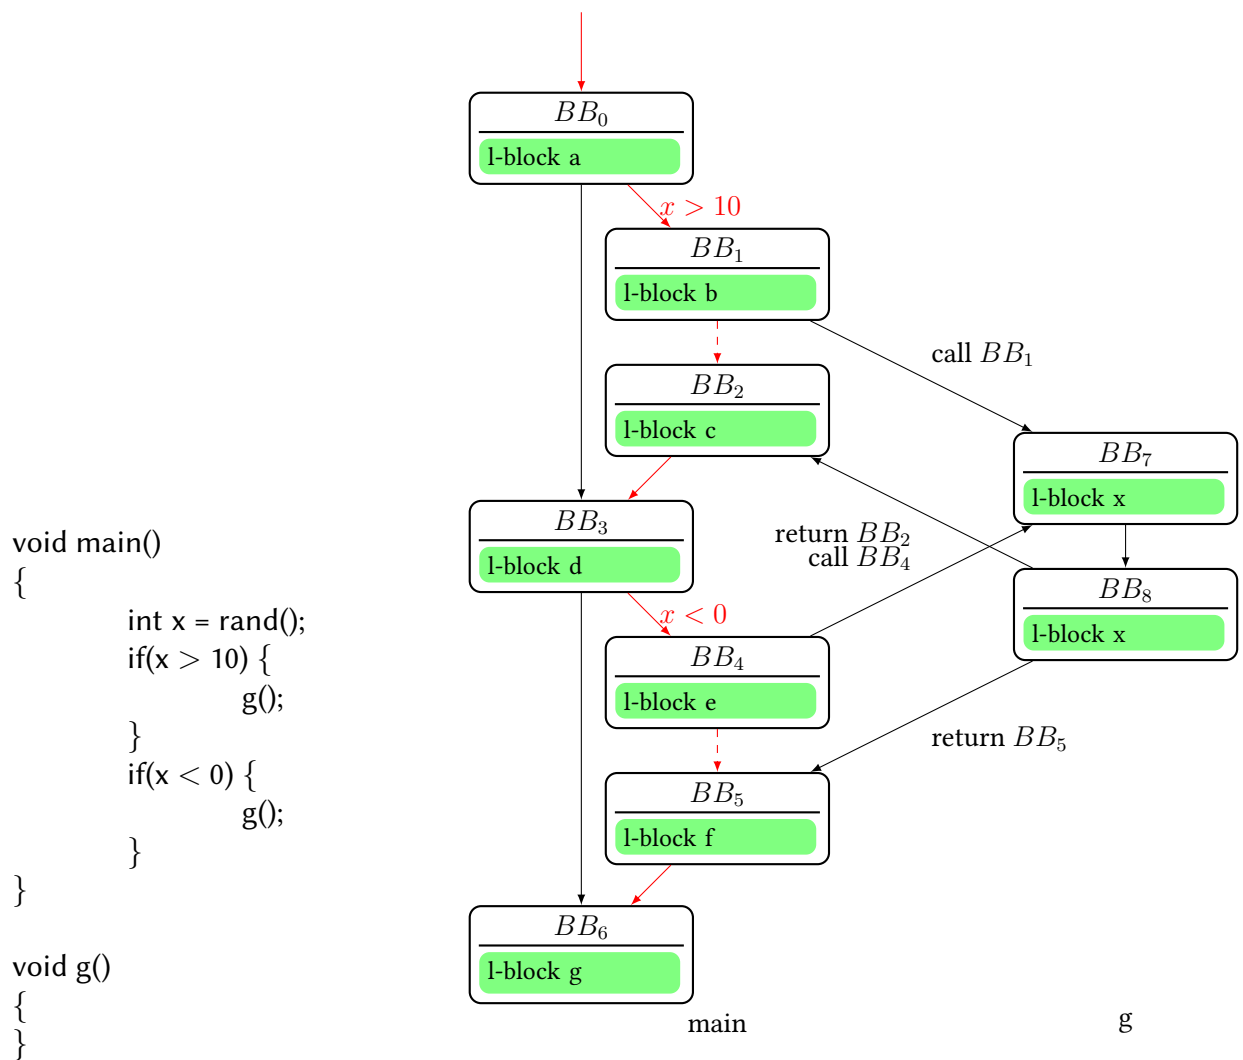 void main()
{
int x = rand();
if(x > 10) {
g();
}
if(x < 0) {
g();
}
}
void g()
{
}
BB₀
l-block a
x > 10
BB₁
l-block b
call BB₁
BB₂
l-block c
BB₃
l-block d
return BB₂
call BB₄
BB₇
l-block x
BB₈
l-block x
x < 0
BB₄
l-block e
return BB₅
BB₅
l-block f
BB₆
l-block g
main
g